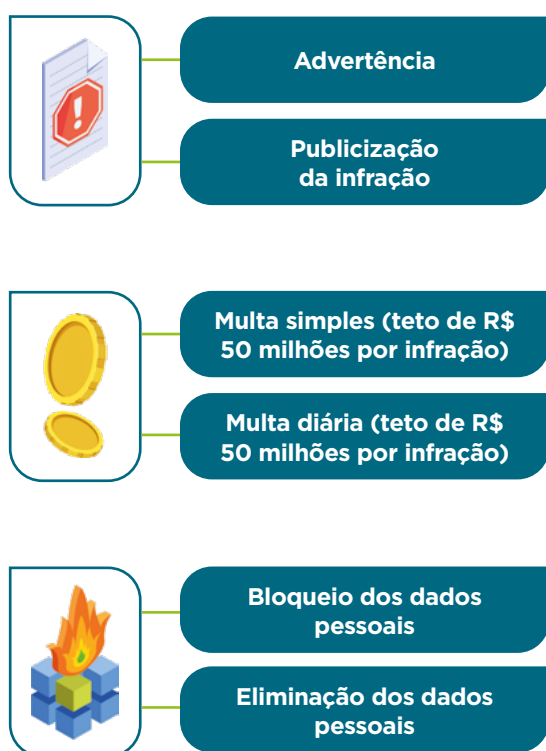 Advertência
Publicização
da infração
Multa simples (teto de R$
50 milhões por infração)
Multa diária (teto de R$
50 milhões por infração)
Bloqueio dos dados
pessoais
Eliminação dos dados
pessoais